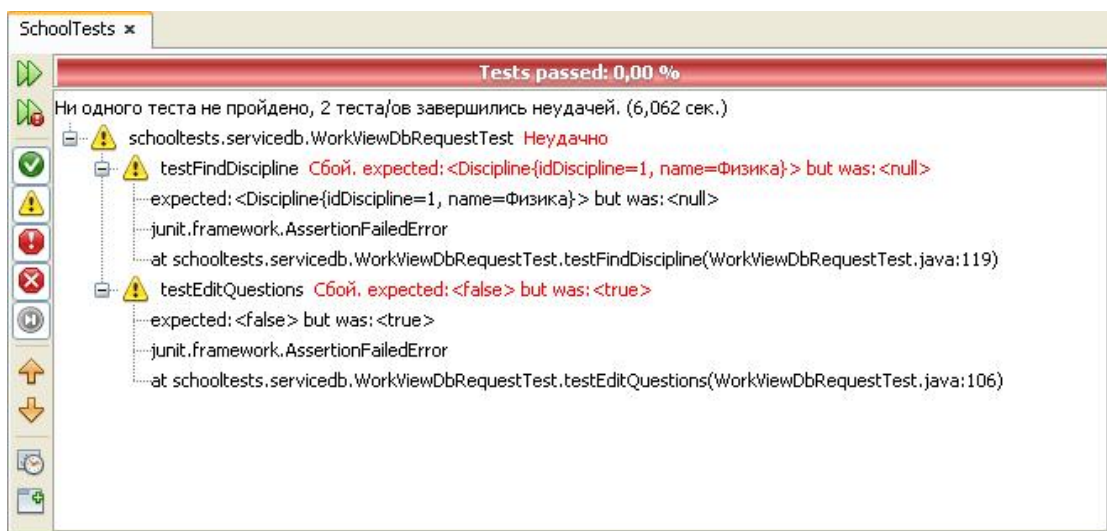 SchoolTests
Tests passed: 0,00 %
Ни одного теста не пройдено, 2 теста/ов завершились неудачей. (6,062 сек.)
schooltests.servicedb.WorkViewDbRequestTest Неудачно
testFindDiscipline Сбой. expected:<Discipline{idDiscipline=1, name=Физика}> but was:<null>
expected:<Discipline{idDiscipline=1, name=Физика}> but was:<null>
junit.framework.AssertionFailedError
at schooltests.servicedb.WorkViewDbRequestTest.testFindDiscipline(WorkViewDbRequestTest.java:119)
testEditQuestions Сбой. expected:<false> but was:<true>
expected:<false> but was:<true>
junit.framework.AssertionFailedError
at schooltests.servicedb.WorkViewDbRequestTest.testEditQuestions(WorkViewDbRequestTest.java:106)